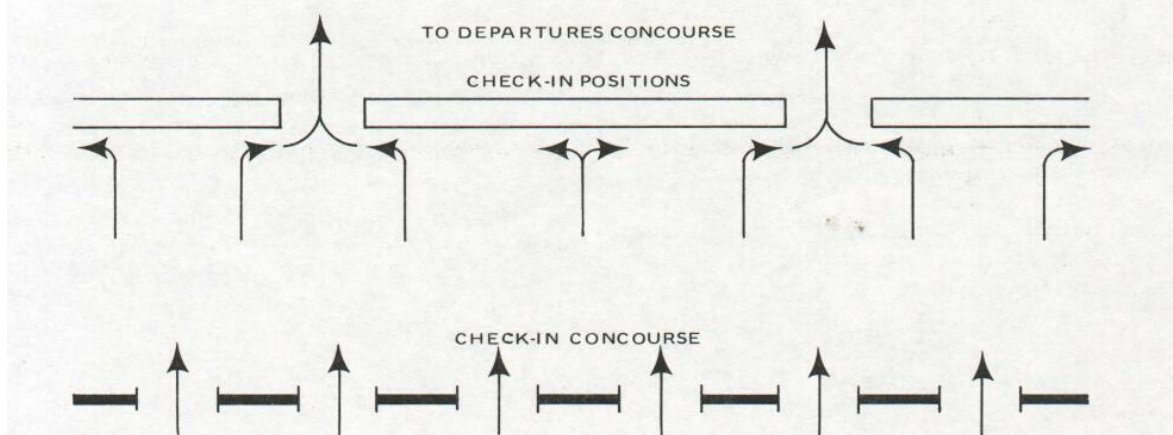 TO DEPARTURES CONCOURSE
CHECK-IN POSITIONS
CHECK-IN CONCOURSE